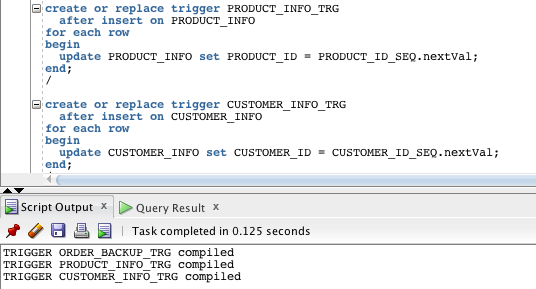 create or replace trigger PRODUCT_INFO_TRG
after insert on PRODUCT_INFO
for each row
begin
update PRODUCT_INFO set PRODUCT_ID = PRODUCT_ID_SEQ.nextVal;
end;
/
create or replace trigger CUSTOMER_INFO_TRG
after insert on CUSTOMER_INFO
for each row
begin
update CUSTOMER_INFO set CUSTOMER_ID = CUSTOMER_ID_SEQ.nextVal;
end;
Script Output x Query Result x
Task completed in 0.125 seconds
TRIGGER ORDER_BACKUP_TRG compiled
TRIGGER PRODUCT_INFO_TRG compiled
TRIGGER CUSTOMER_INFO_TRG compiled